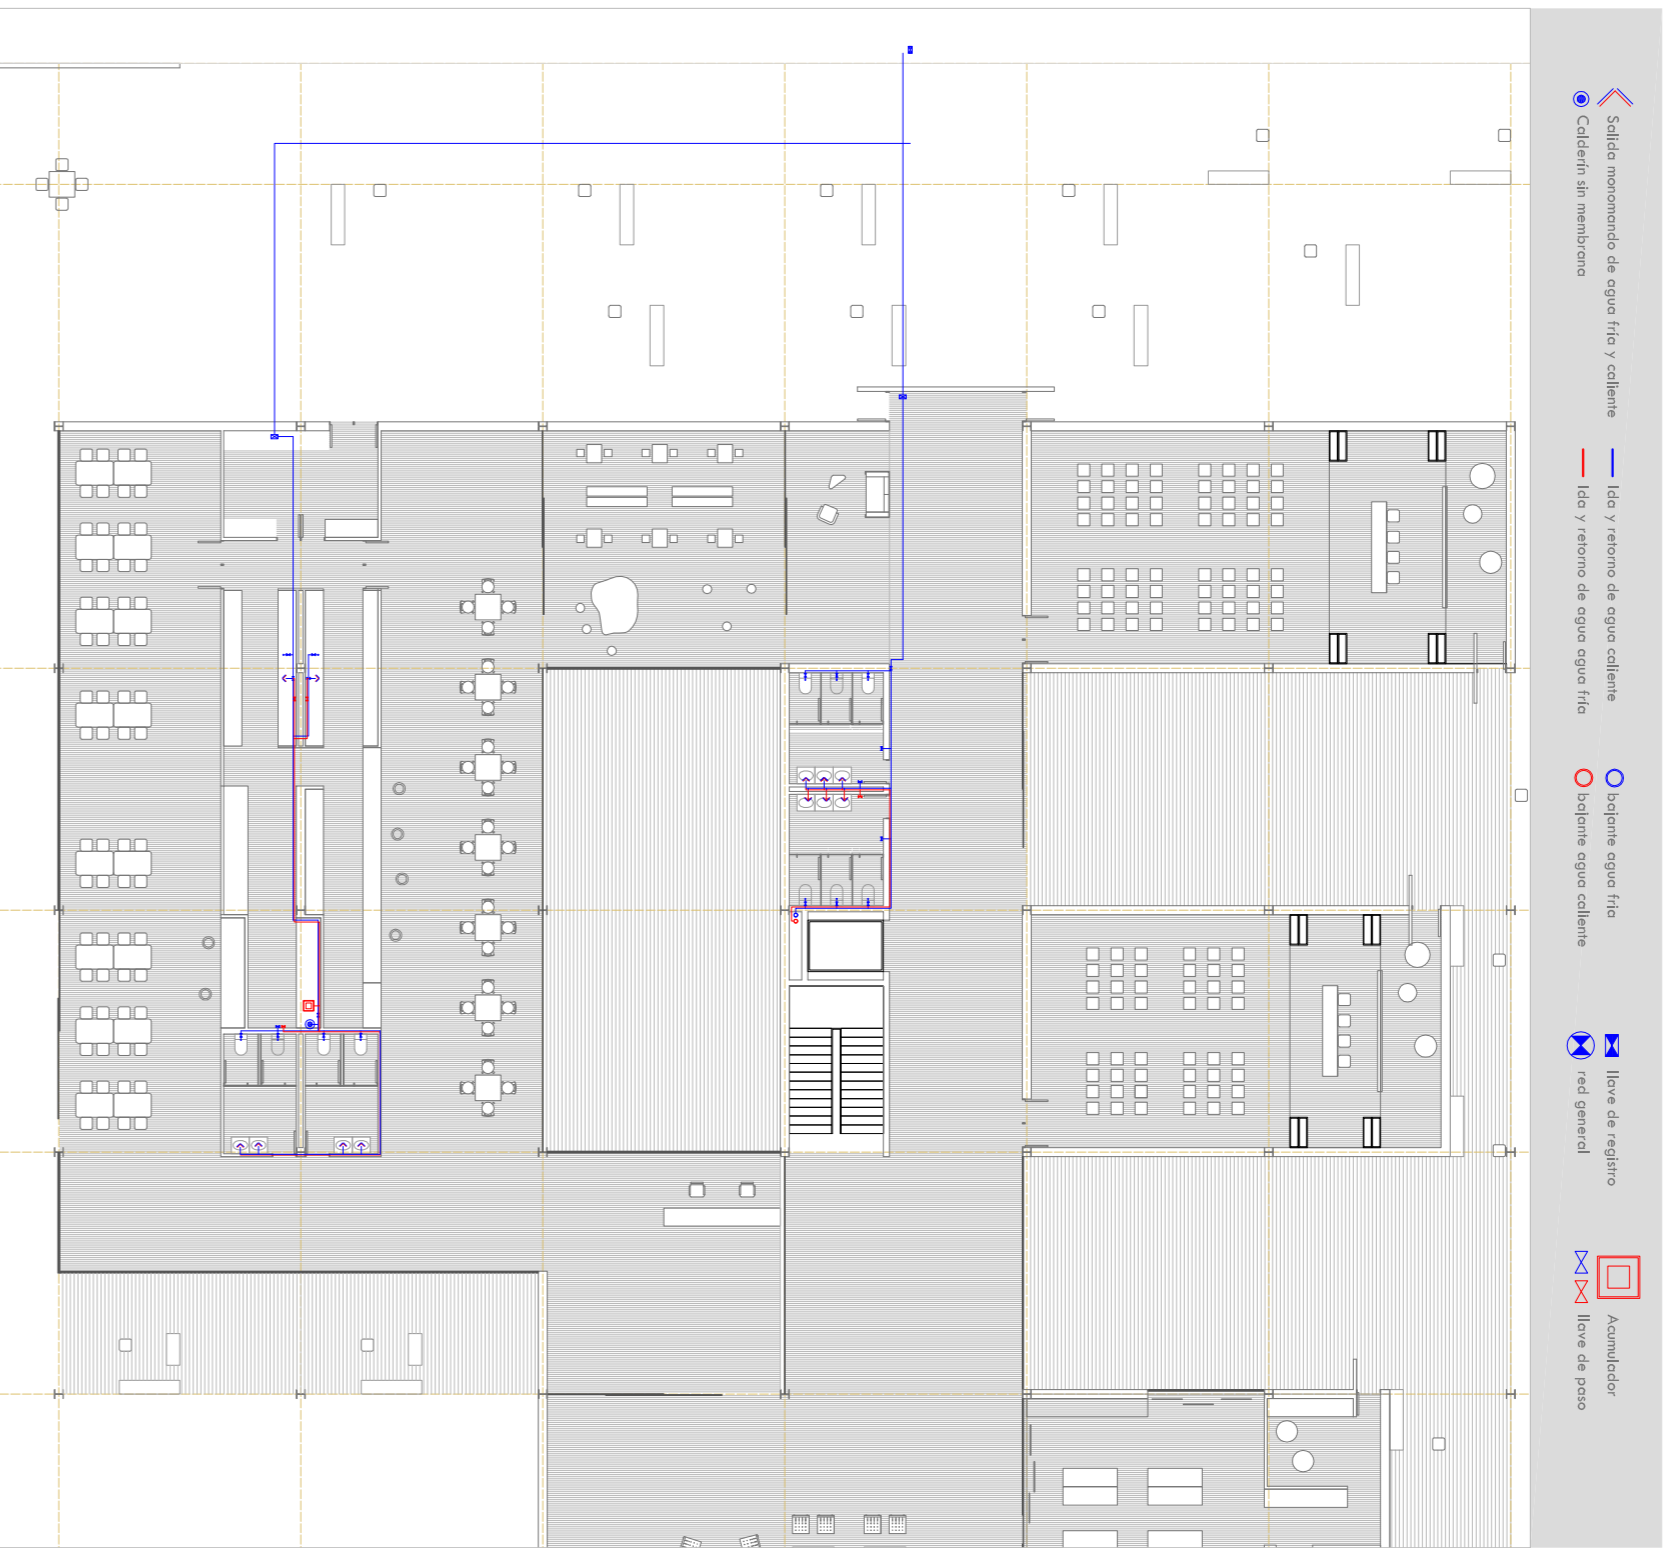 Salida monomando de agua fría y caliente
Calderín sin membrana
Ida y retorno de agua caliente
Ida y retorno de agua agua fría
bajante agua fria
bajante agua caliente
llave de registro
red general
Acumulador
llave de paso